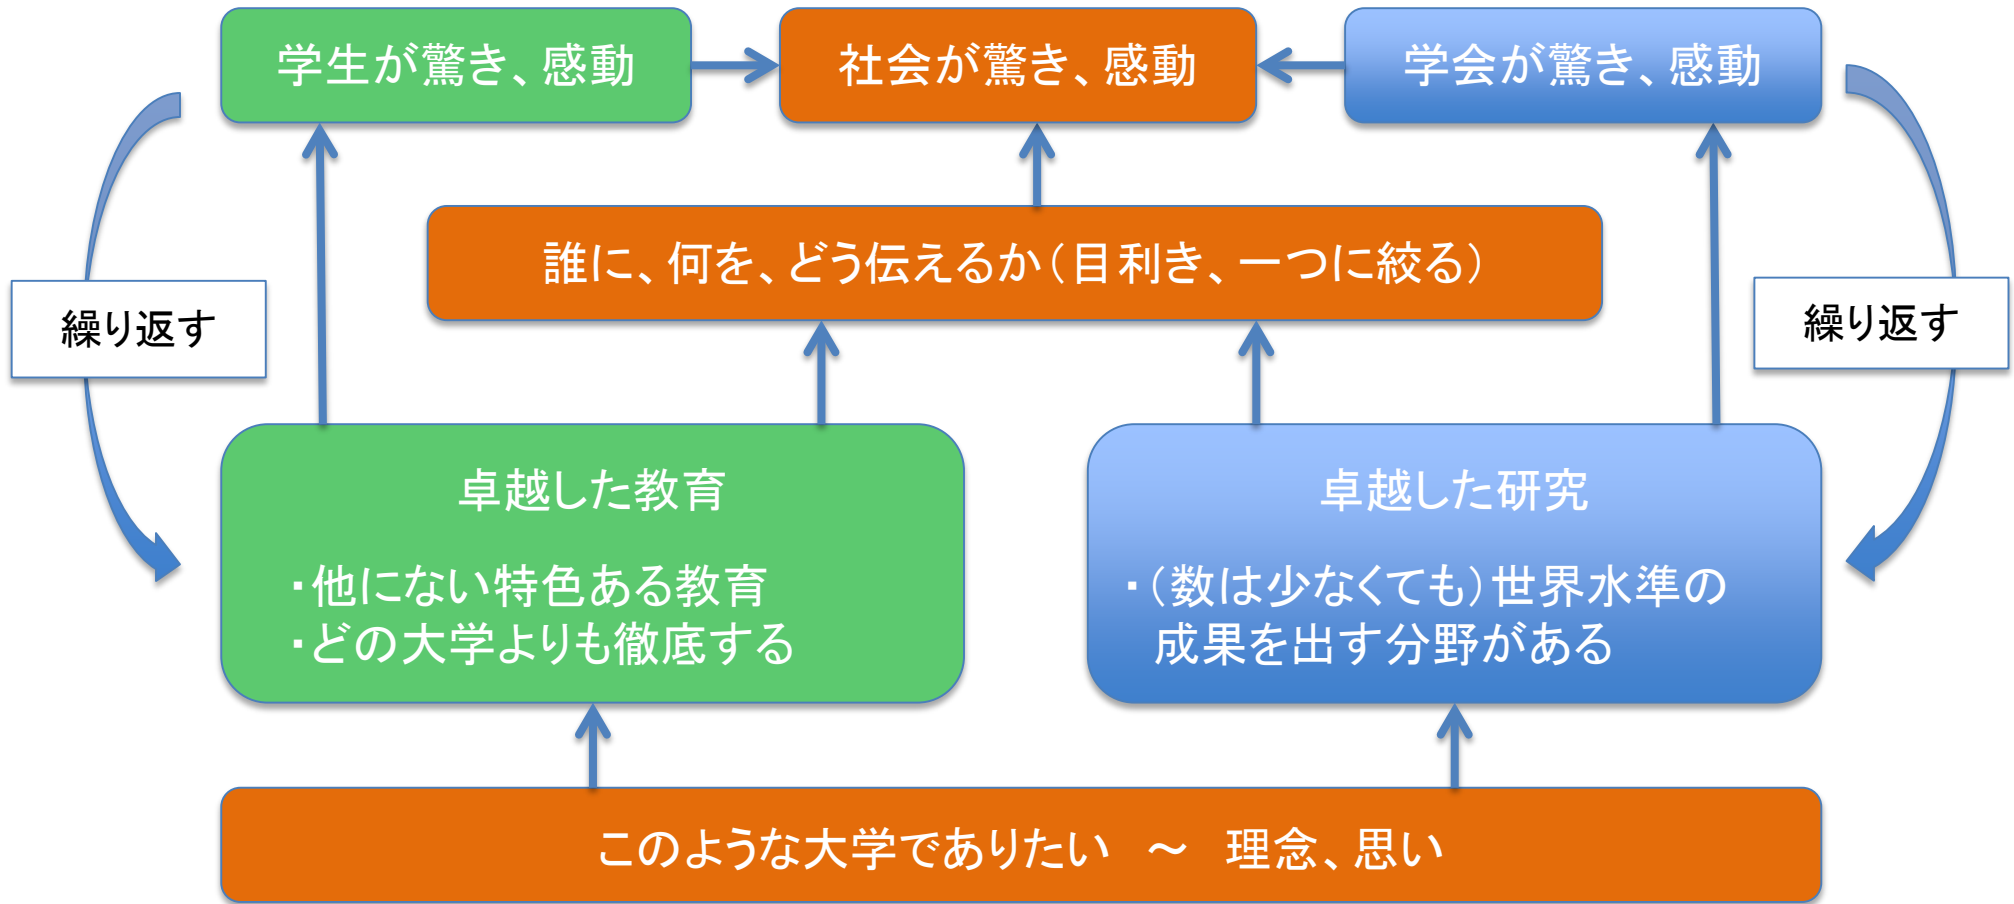 学生が驚き、感動
社会が驚き、感動
学会が驚き、感動
誰に、何を、どう伝えるか（目利き、一つに絞る）
繰り返す
繰り返す
卓越した教育
・他にない特色ある教育
・どの大学よりも徹底する
卓越した研究
・（数は少なくても）世界水準の
成果を出す分野がある
このような大学でありたい　～　理念、思い